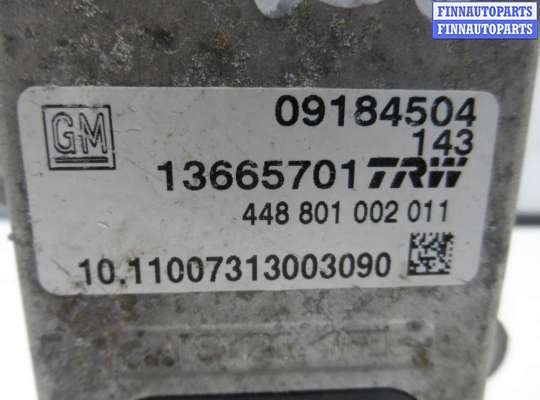 FINNAUTOPARTS
FINNAUTOPARTS
GM
09184504
143
13665701 TRW
448 801 002 011
10.11007313003090